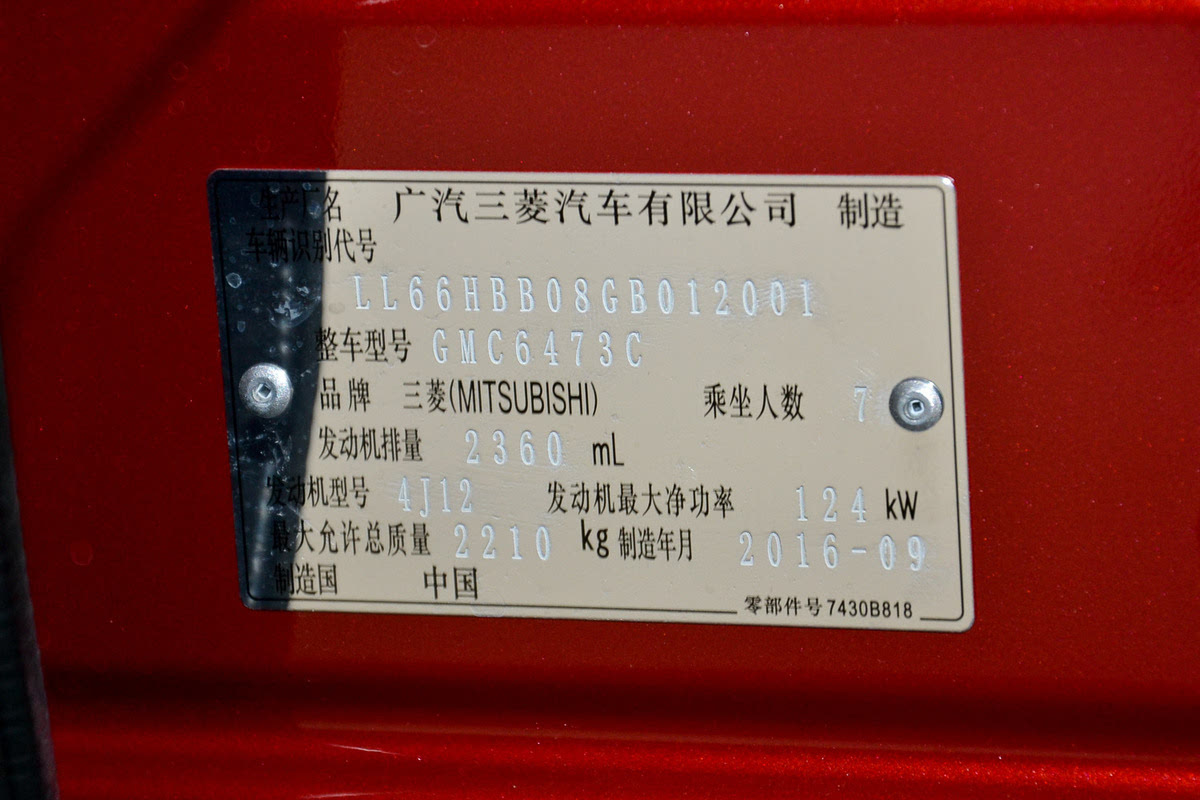 生产厂名 广汽三菱汽车有限公司 制造
车辆识别代号
LL66HBB08GB012001
整车型号 GMC6473C
品牌 三菱(MITSUBISHI) 乘坐人数 7
发动机排量 2360 mL
发动机型号 4J12 发动机最大净功率 124 kW
最大允许总质量 2210 kg 制造年月 2016-09
制造国 中国
零部件号 7430B818